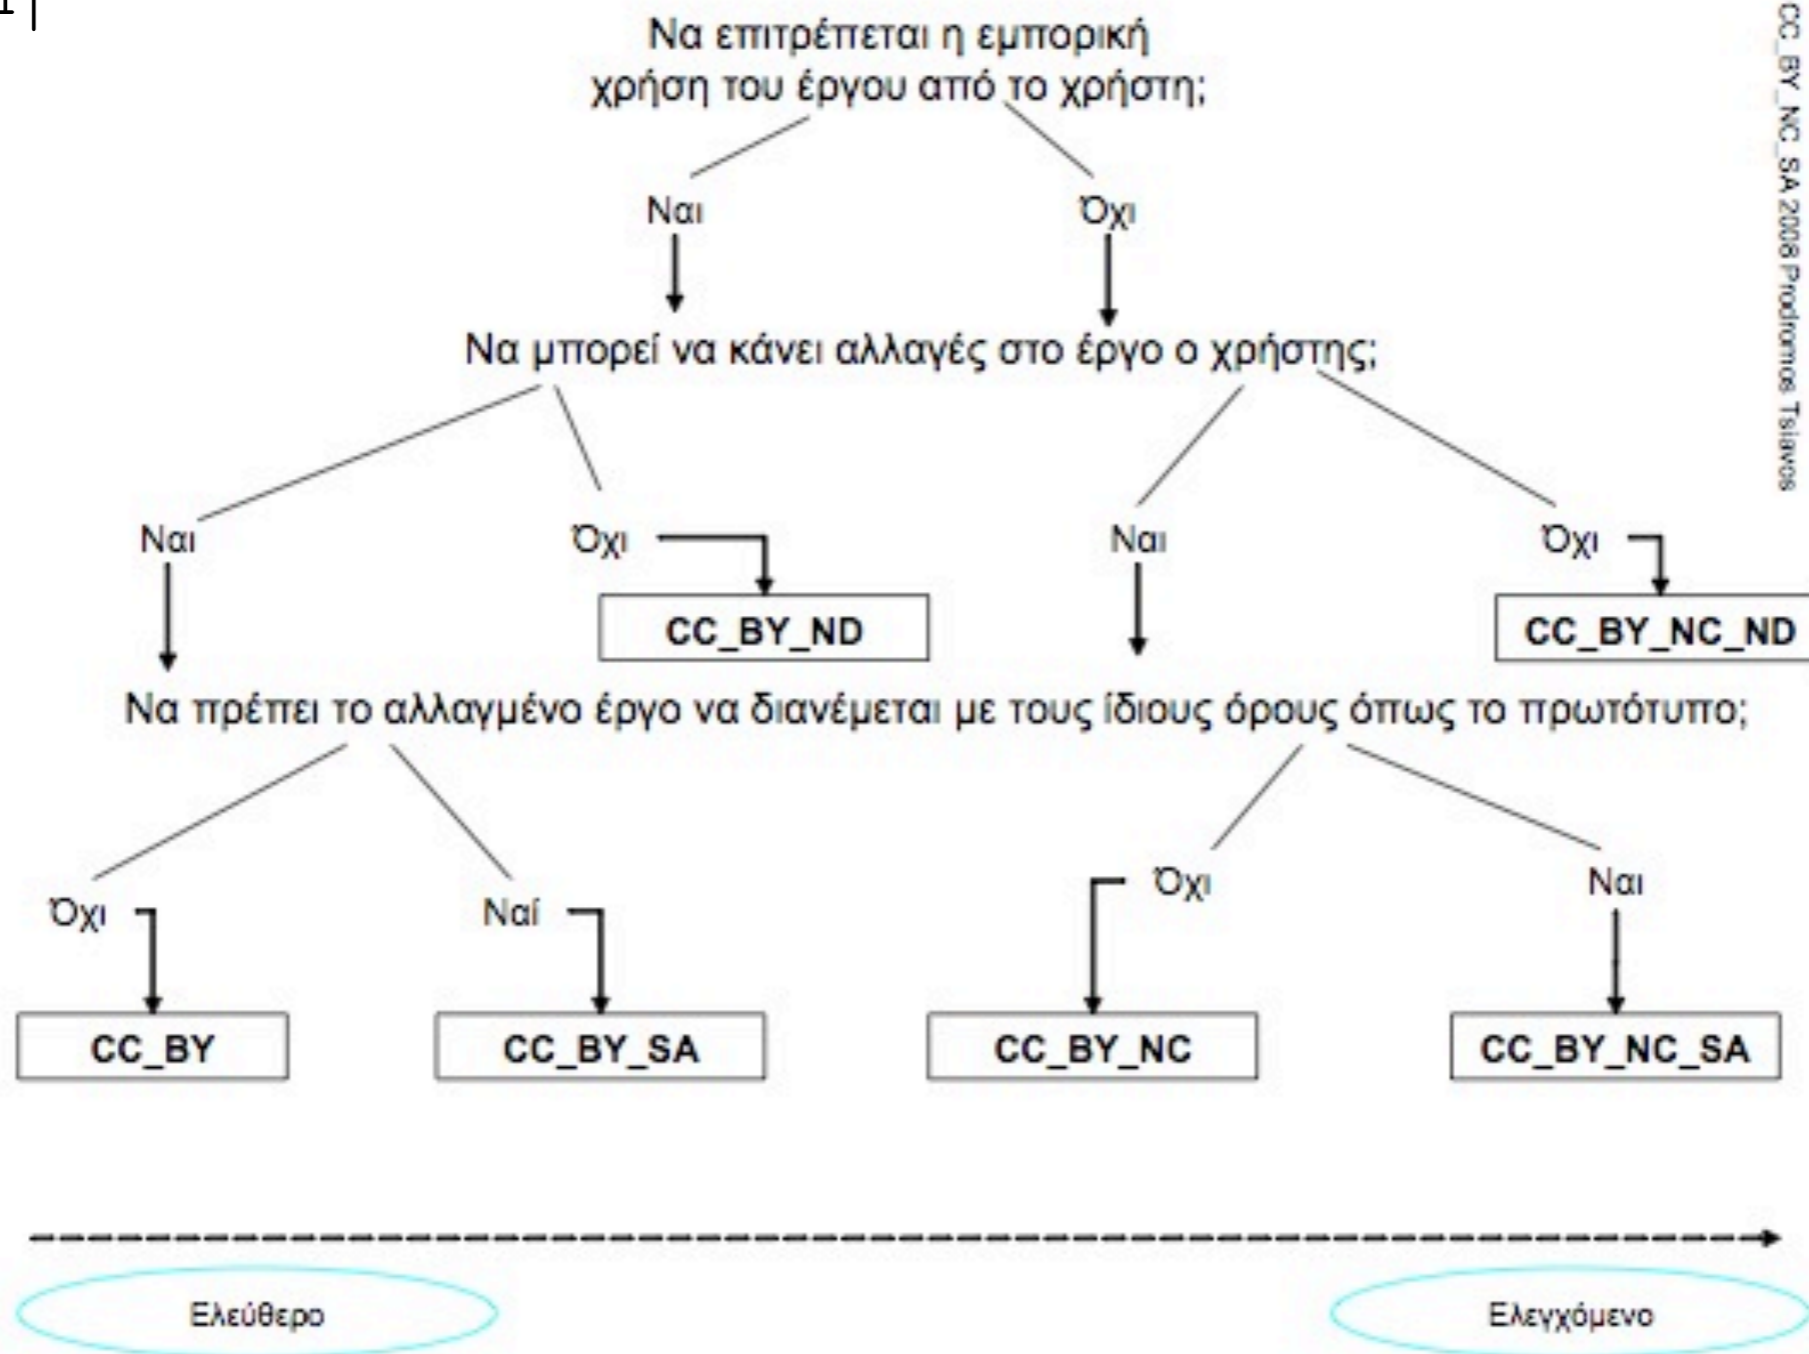 Να επιτρέπεται η εμπορική
χρήση του έργου από το χρήστη;
Ναι
Όχι
Να μπορεί να κάνει αλλαγές στο έργο ο χρήστης;
Ναι
Όχι
Ναι
Όχι
CC_BY_ND
CC_BY_NC_ND
Να πρέπει το αλλαγμένο έργο να διανέμεται με τους ίδιους όρους όπως το πρωτότυπο;
Όχι
Ναί
Όχι
Ναι
CC_BY
CC_BY_SA
CC_BY_NC
CC_BY_NC_SA
Ελεύθερο
Ελεγχόμενο
CC_BY_NC_SA 2008 Prodromos Tsiavos